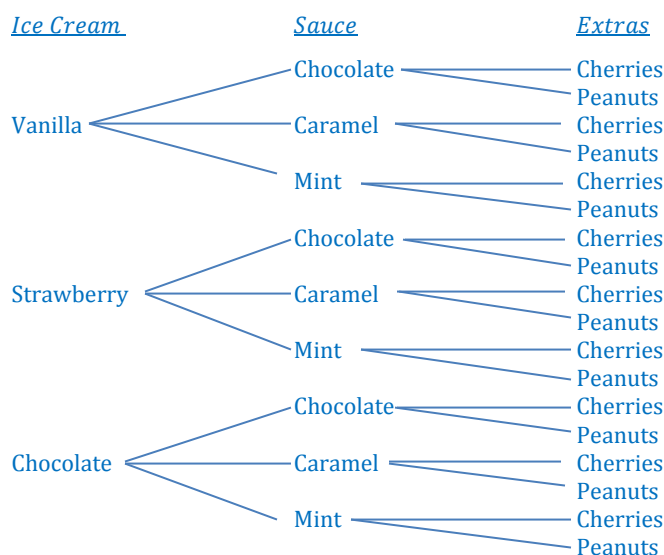 Ice Cream Sauce Extras
Chocolate Cherries
Peanuts
Vanilla Caramel Cherries
Peanuts
Mint Cherries
Peanuts
Chocolate Cherries
Peanuts
Strawberry Caramel Cherries
Peanuts
Mint Cherries
Peanuts
Chocolate Cherries
Peanuts
Chocolate Caramel Cherries
Peanuts
Mint Cherries
Peanuts